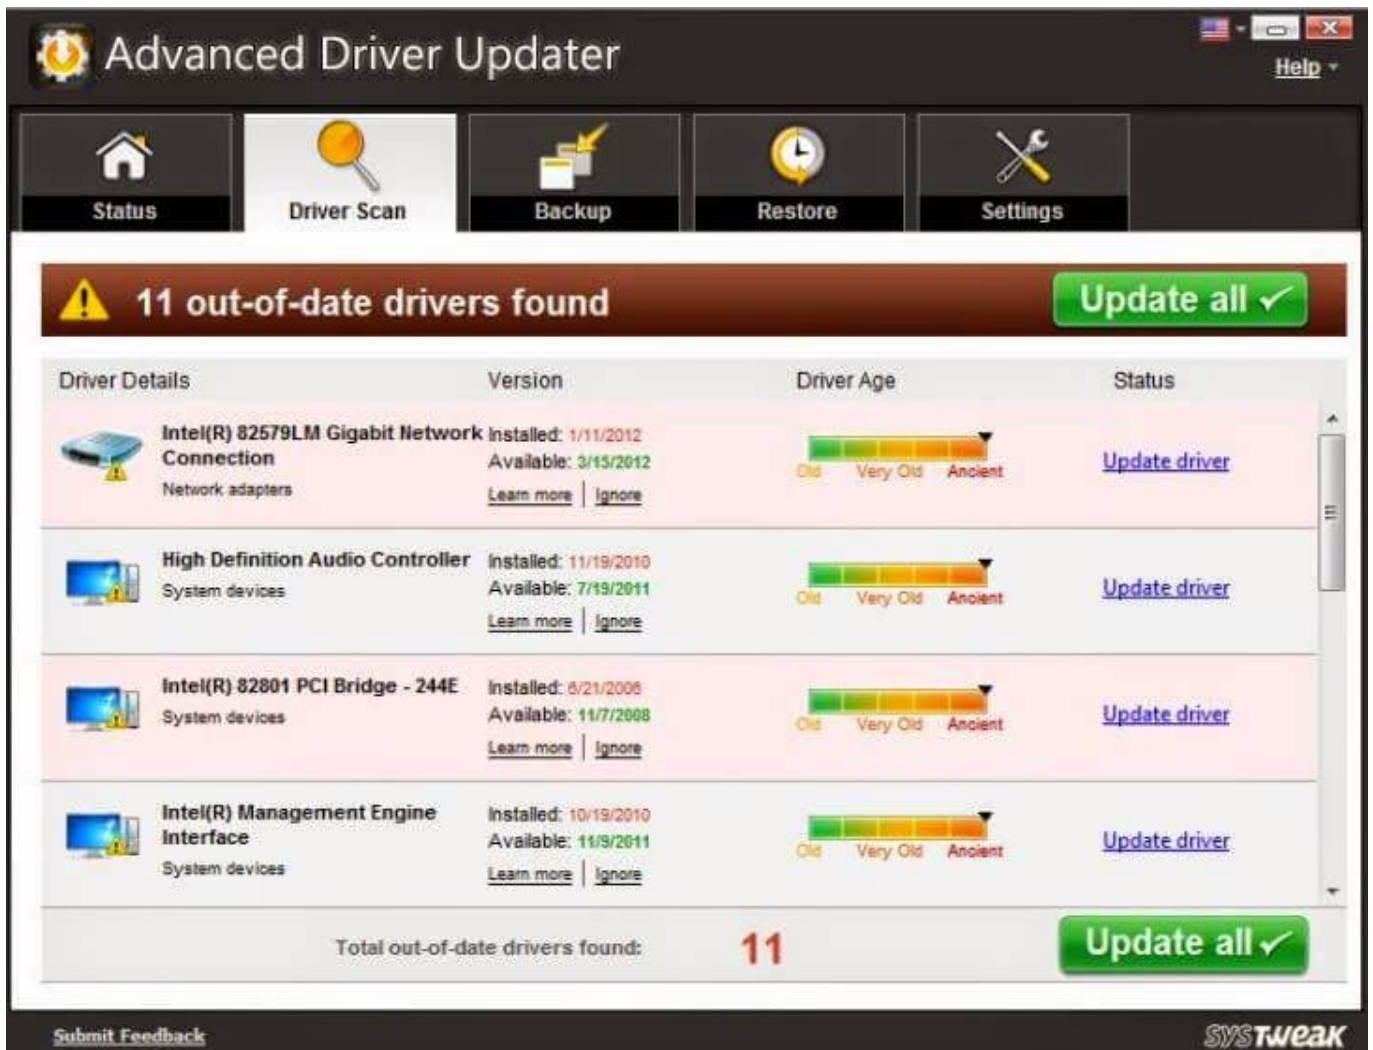 Advanced Driver Updater
Help
Status
Driver Scan
Backup
Restore
Settings
11 out-of-date drivers found
Update all
Driver Details Version Driver Age Status
Intel(R) 82579LM Gigabit Network
Connection
Network adapters
Installed: 1/11/2012
Available: 3/15/2012
Learn more | Ignore
Old Very Old Ancient
Update driver
High Definition Audio Controller
System devices
Installed: 11/19/2010
Available: 7/19/2011
Learn more | Ignore
Old Very Old Ancient
Update driver
Intel(R) 82801 PCI Bridge - 244E
System devices
Installed: 6/21/2006
Available: 11/7/2008
Learn more | Ignore
Old Very Old Ancient
Update driver
Intel(R) Management Engine
Interface
System devices
Installed: 10/19/2010
Available: 11/9/2011
Learn more | Ignore
Old Very Old Ancient
Update driver
Total out-of-date drivers found: 11
Update all
Submit Feedback
SYSTweak